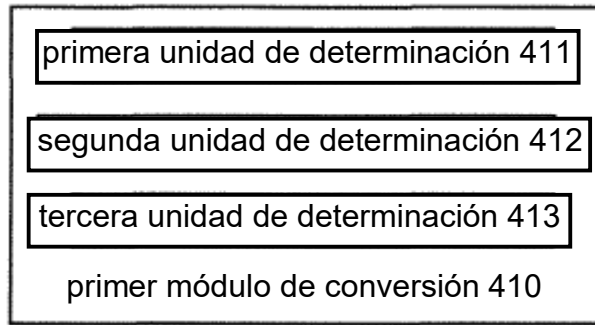 primera unidad de determinación 411
segunda unidad de determinación 412
tercera unidad de determinación 413
primer módulo de conversión 410